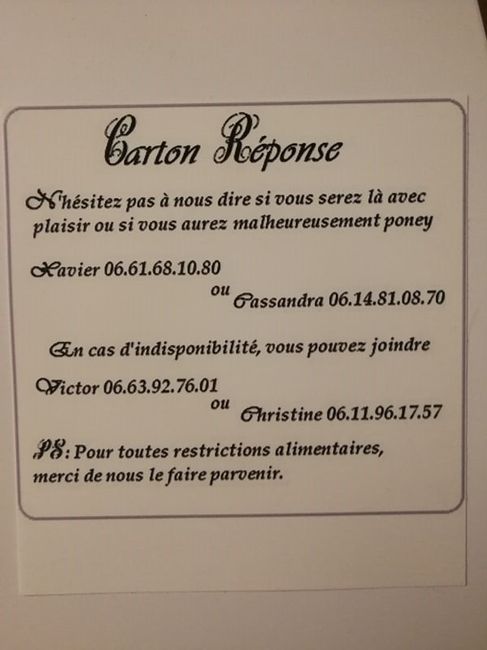 Carton Réponse
N'hésitez pas à nous dire si vous serez là avec
plaisir ou si vous aurez malheureusement poney
Xavier 06.61.68.10.80
ou
Cassandra 06.14.81.08.70
En cas d'indisponibilité, vous pouvez joindre
Victor 06.63.92.76.01
ou
Christine 06.11.96.17.57
PS: Pour toutes restrictions alimentaires,
merci de nous le faire parvenir.